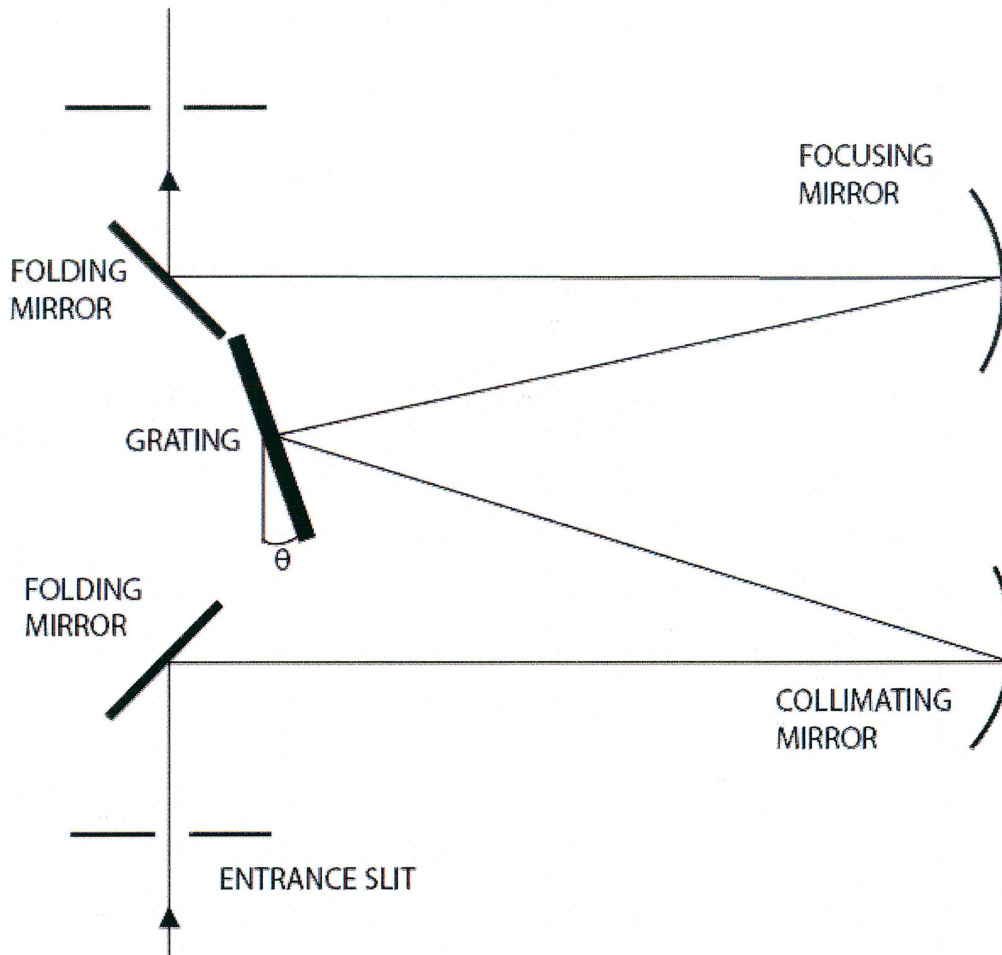 FOCUSING
MIRROR
FOLDING
MIRROR
GRATING
θ
FOLDING
MIRROR
COLLIMATING
MIRROR
ENTRANCE SLIT